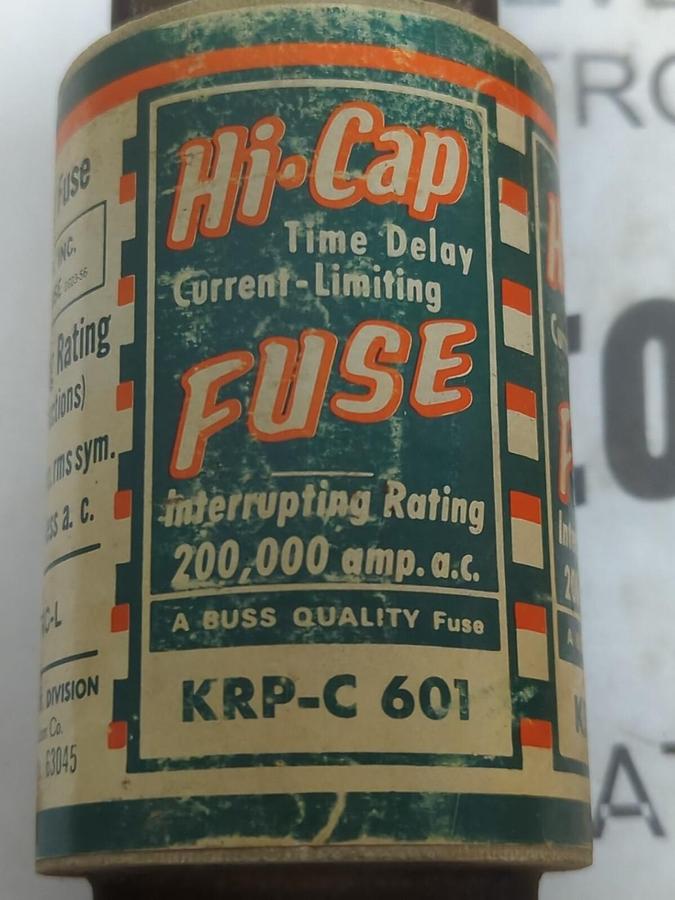 Hi-Cap
Time Delay
Current-Limiting
FUSE
Interrupting Rating
200,000 amp. a.c.
A BUSS QUALITY Fuse
KRP-C 601
Fuse
INC.
Rating
rms sym.
a. c.
DIVISION
Co.
63045